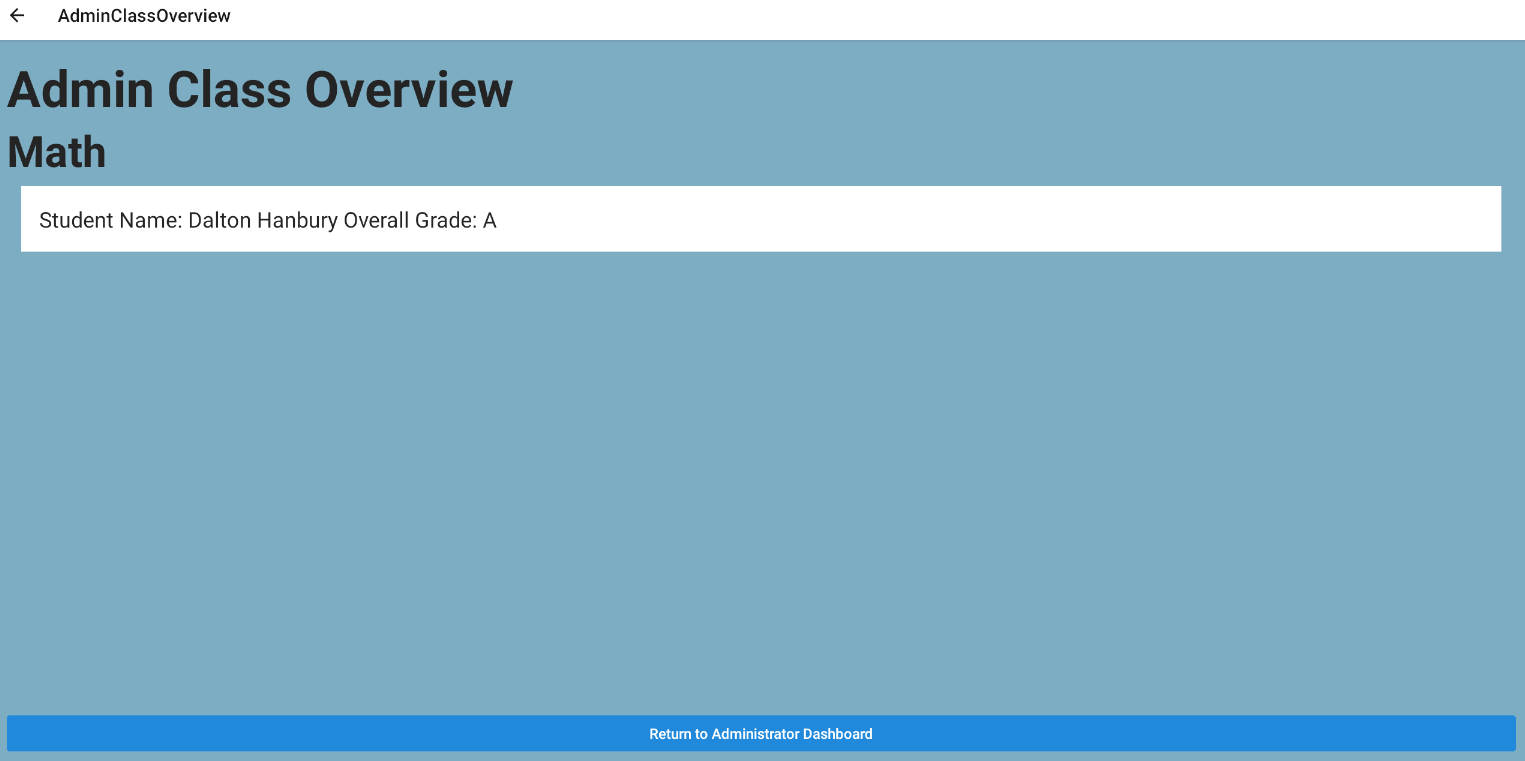 AdminClassOverview
Admin Class Overview
Math
Student Name: Dalton Hanbury Overall Grade: A
Return to Administrator Dashboard